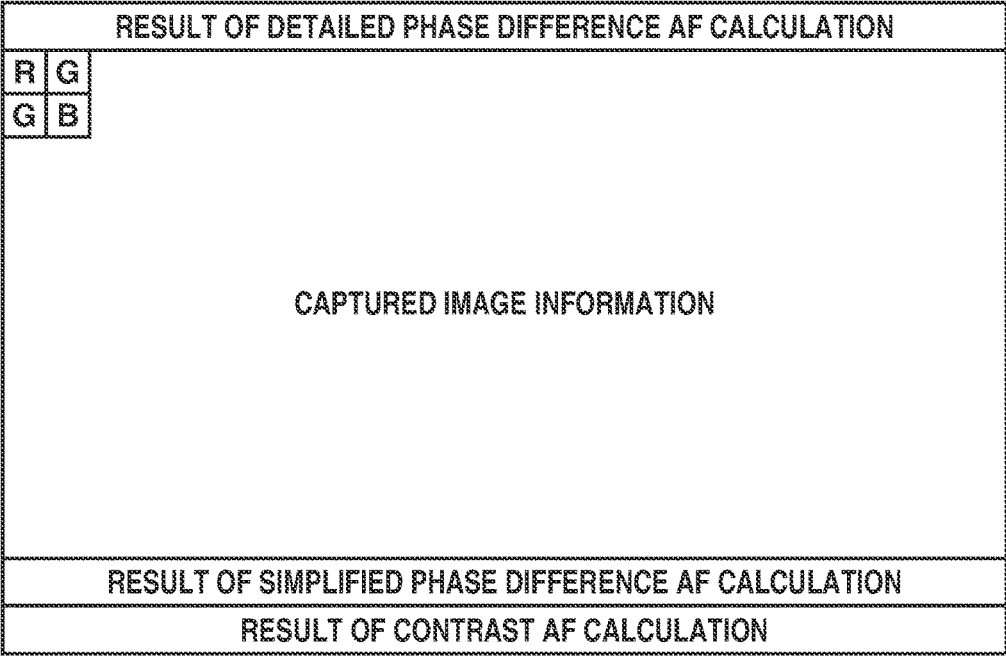 RESULT OF DETAILED PHASE DIFFERENCE AF CALCULATION
R G
G B
CAPTURED IMAGE INFORMATION
RESULT OF SIMPLIFIED PHASE DIFFERENCE AF CALCULATION
RESULT OF CONTRAST AF CALCULATION